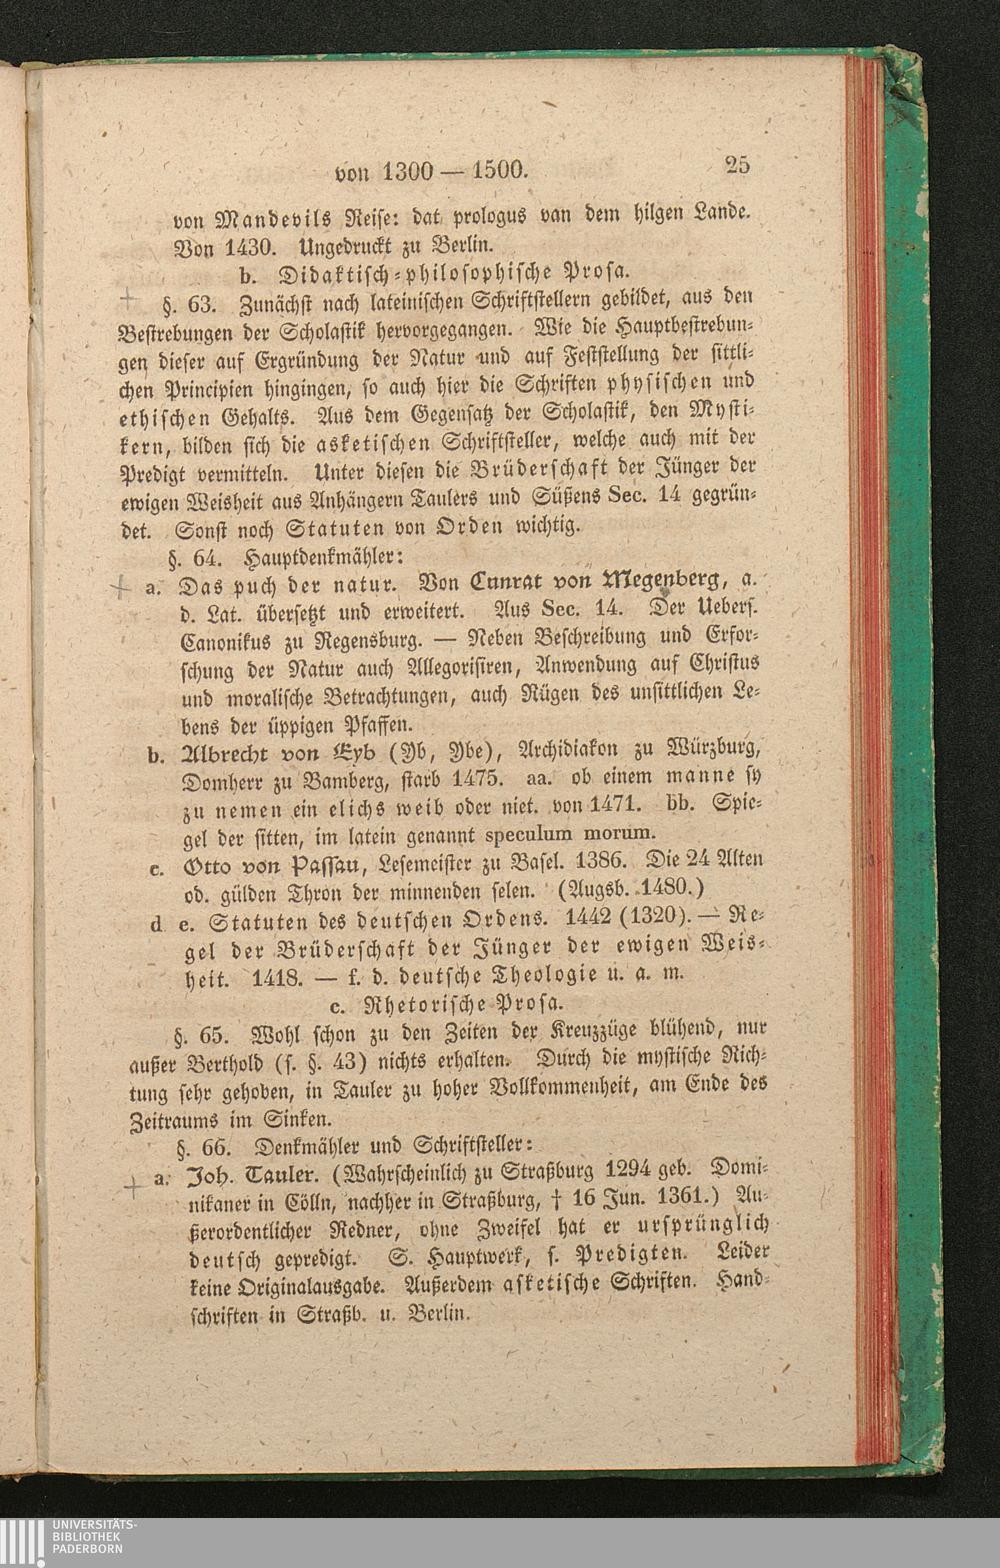 von 1300 — 1500. 25
von Mandevils Reise: dat prologus van dem hilgen Lande.
Von 1430. Ungedruckt zu Berlin.
b. Didaktisch-philosophische Prosa.
§. 63. Zunächst nach lateinischen Schriftstellern gebildet, aus den
Bestrebungen der Scholastik hervorgegangen. Wie die Hauptbestrebun-
gen dieser auf Ergründung der Natur und auf Feststellung der sittli-
chen Principien hingingen, so auch hier die Schriften physischen und
ethischen Gehalts. Aus dem Gegensatz der Scholastik, den Mysti-
kern, bilden sich die asketischen Schriftsteller, welche auch mit der
Predigt vermitteln. Unter diesen die Brüderschaft der Jünger der
ewigen Weisheit aus Anhängern Taulers und Süßens Sec. 14 gegrün-
det. Sonst noch Statuten von Orden wichtig.
§. 64. Hauptdenkmähler:
a. Das puch der natur. Von Cunrat von Megenberg, a.
d. Lat. übersetzt und erweitert. Aus Sec. 14. Der Uebers.
Canonikus zu Regensburg. — Neben Beschreibung und Erfor-
schung der Natur auch Allegorisiren, Anwendung auf Christus
und moralische Betrachtungen, auch Rügen des unsittlichen Le-
bens der üppigen Pfaffen.
b. Albrecht von Eyb (Yb, Ybe), Archidiakon zu Würzburg,
Domherr zu Bamberg, starb 1475. aa. ob einem manne sy
zu nemen ein elichs weib oder niet. von 1471. bb. Spie-
gel der sitten, im latein genannt speculum morum.
c. Otto von Passau, Lesemeister zu Basel. 1386. Die 24 Alten
od. gülden Thron der minnenden selen. (Augsb. 1480.)
d e. Statuten des deutschen Ordens. 1442 (1320). — Re-
gel der Brüderschaft der Jünger der ewigen Weis-
heit. 1418. — f. d. deutsche Theologie u. a. m.
c. Rhetorische Prosa.
§. 65. Wohl schon zu den Zeiten der Kreuzzüge blühend, nur
außer Berthold (s. §. 43) nichts erhalten. Durch die mystische Rich-
tung sehr gehoben, in Tauler zu hoher Vollkommenheit, am Ende des
Zeitraums im Sinken.
§. 66. Denkmähler und Schriftsteller:
a. Joh. Tauler. (Wahrscheinlich zu Straßburg 1294 geb. Domi-
nikaner in Cölln, nachher in Straßburg, † 16 Jun. 1361.) Au-
ßerordentlicher Redner, ohne Zweifel hat er ursprünglich
deutsch gepredigt. S. Hauptwerk, s. Predigten. Leider
keine Originalausgabe. Außerdem asketische Schriften. Hand-
schriften in Straßb. u. Berlin.
UNIVERSITÄTS-
BIBLIOTHEK
PADERBORN